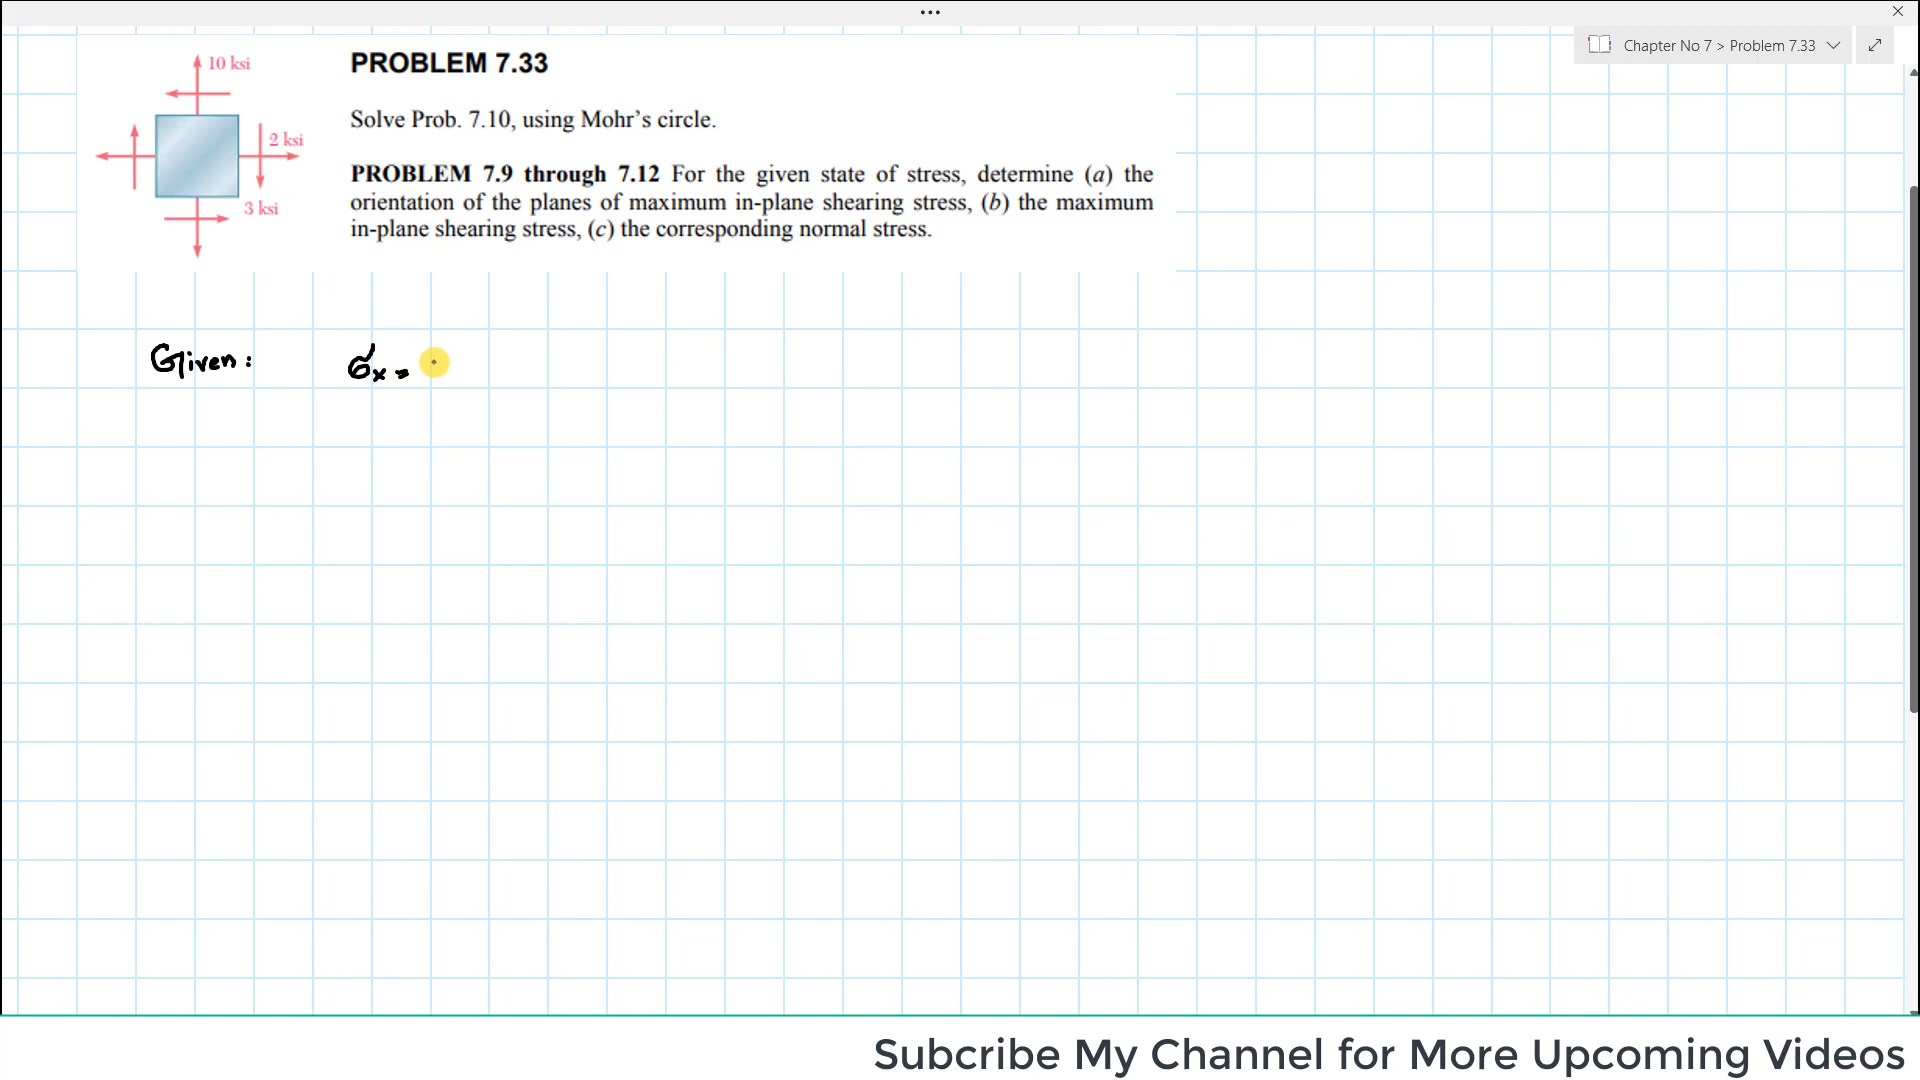 Chapter No 7 > Problem 7.33
10 ksi
2 ksi
3 ksi
PROBLEM 7.33
Solve Prob. 7.10, using Mohr’s circle.
PROBLEM 7.9 through 7.12 For the given state of stress, determine (a) the
orientation of the planes of maximum in-plane shearing stress, (b) the maximum
in-plane shearing stress, (c) the corresponding normal stress.
Given: σx =
Subcribe My Channel for More Upcoming Videos